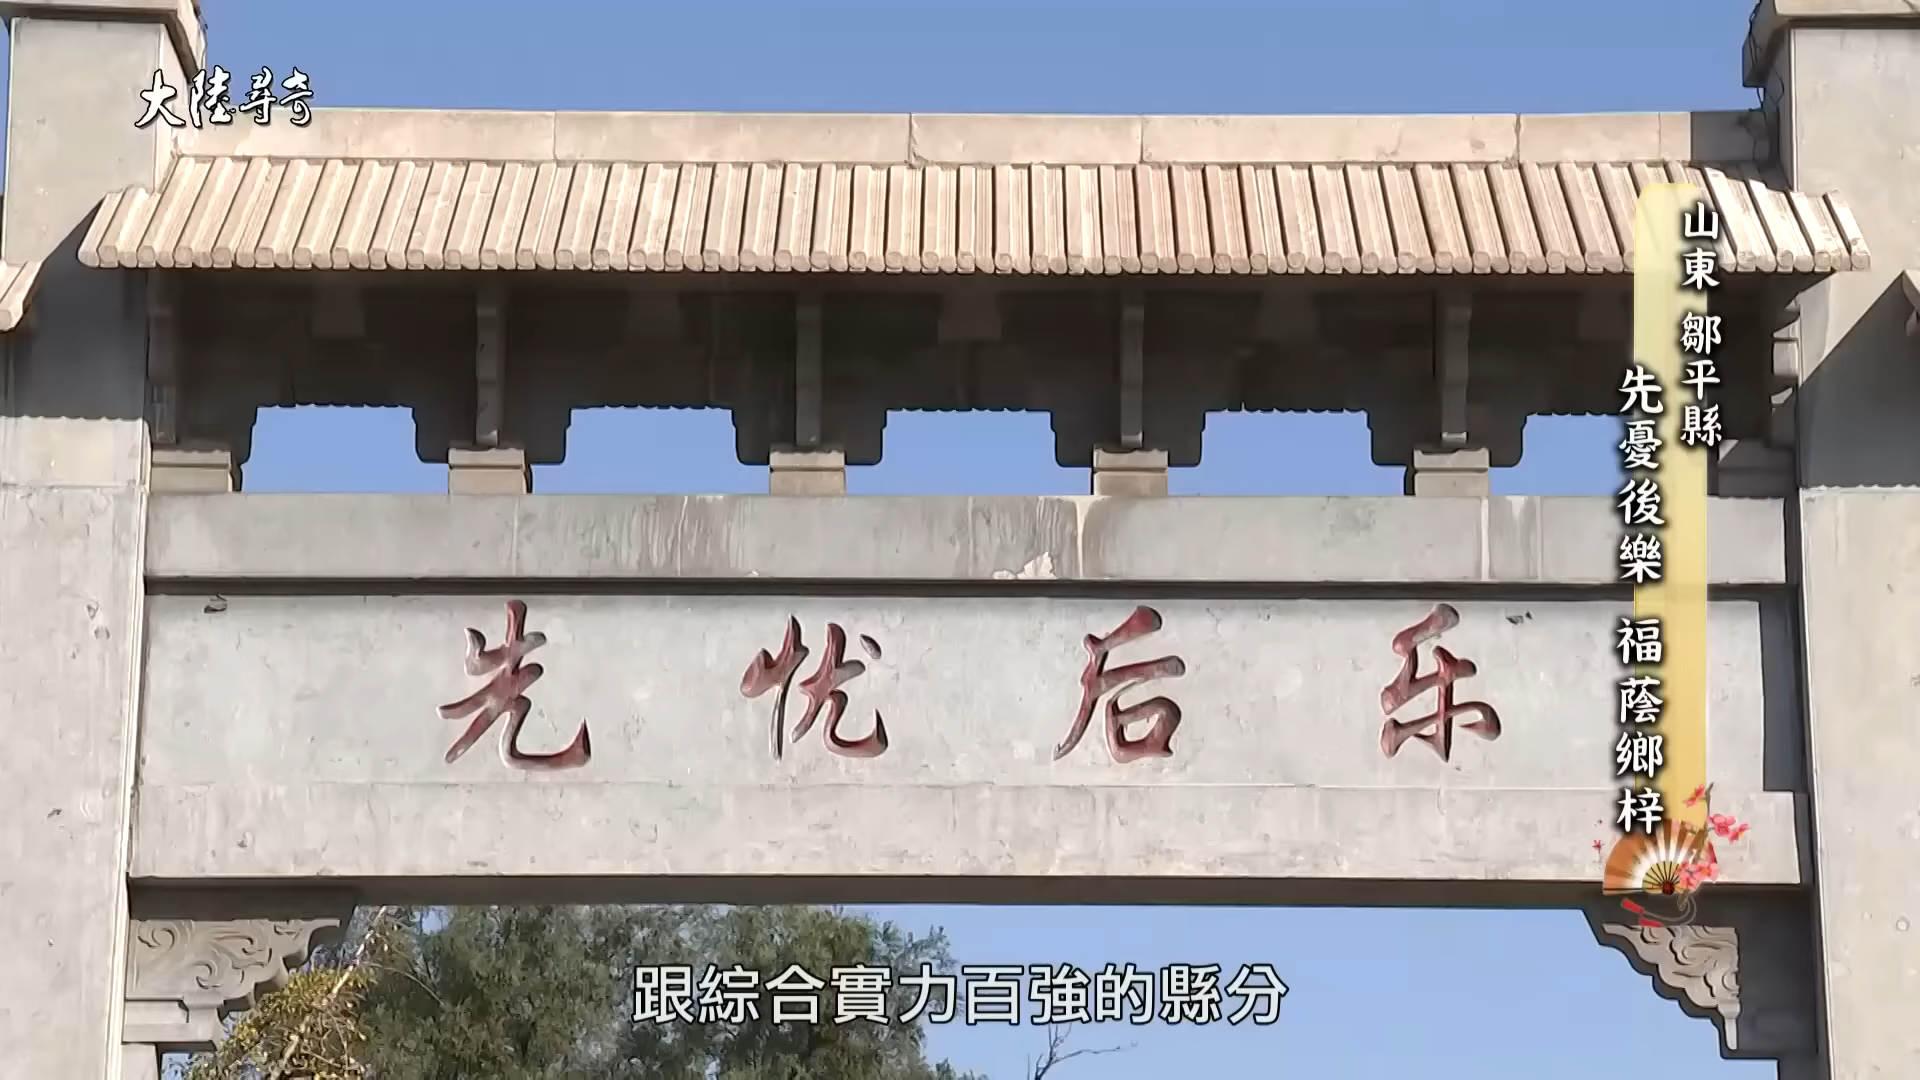 大陸尋奇
山東 鄒平縣
先憂後樂 福蔭鄉梓
先忧后乐
跟綜合實力百強的縣分